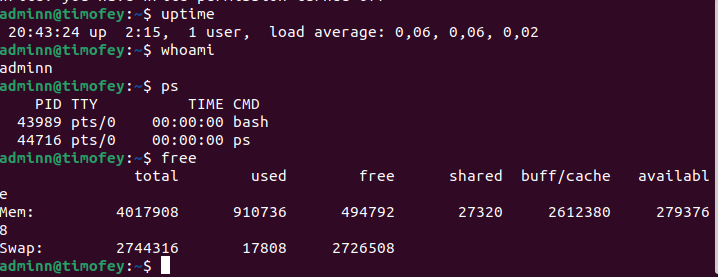 adminn@timofey:~$ uptime
 20:43:24 up  2:15,  1 user,  load average: 0,06, 0,06, 0,02
adminn@timofey:~$ whoami
adminn
adminn@timofey:~$ ps
    PID TTY          TIME CMD
  43989 pts/0    00:00:00 bash
  44716 pts/0    00:00:00 ps
adminn@timofey:~$ free
               total        used        free      shared  buff/cache   availabl
e
Mem:         4017908      910736      494792       27320     2612380     279376
8
Swap:        2744316       17808     2726508
adminn@timofey:~$